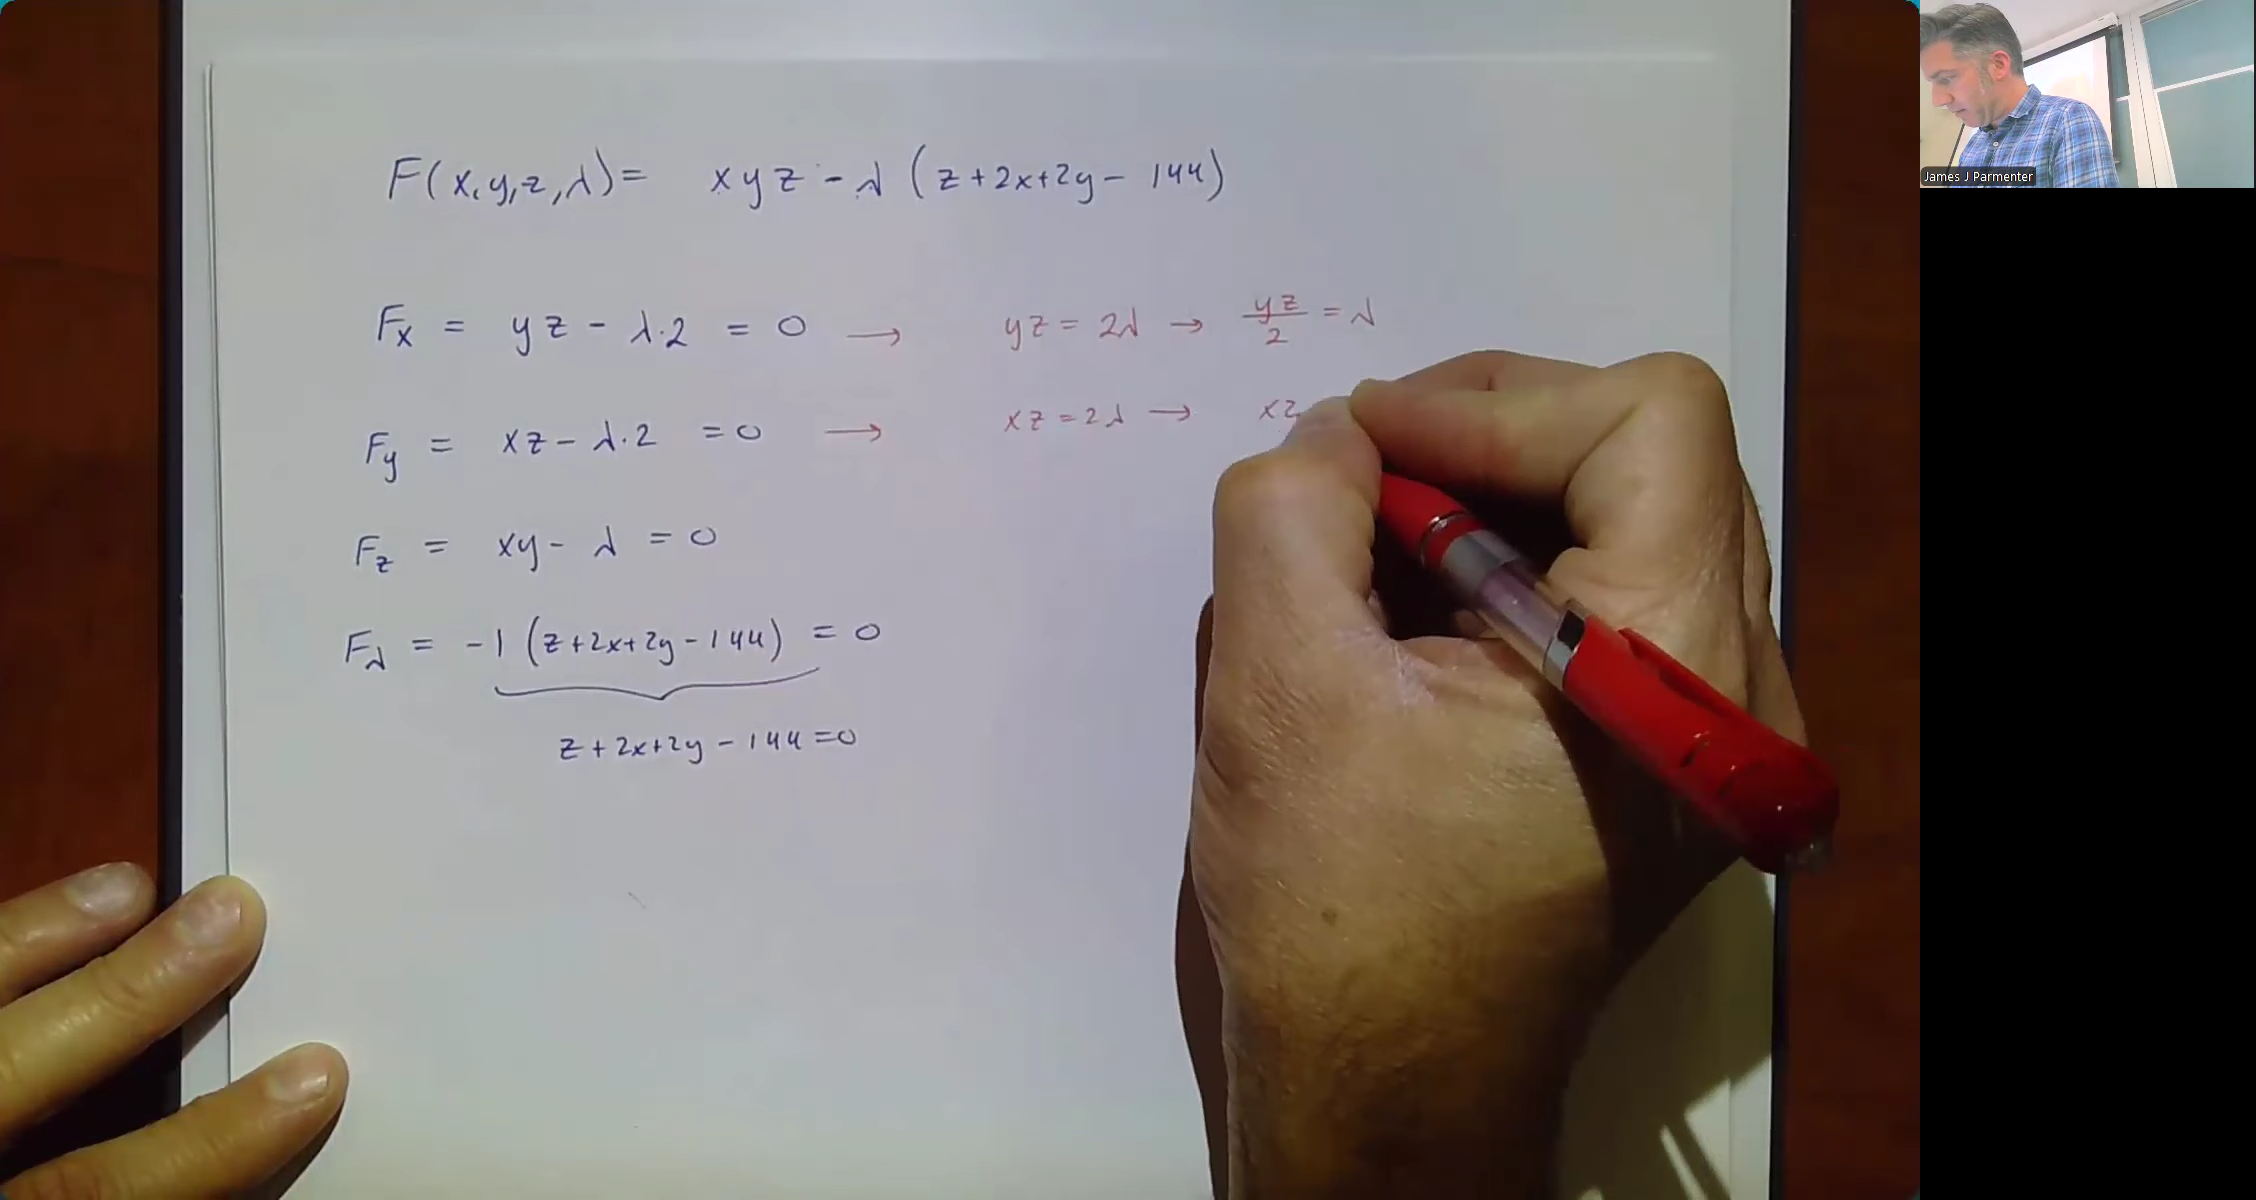 F(x,y,z,λ)= xyz - λ (z+2x+2y- 144)
Fx = yz - λ·2 = 0 → yz = 2λ → yz/2 = λ
Fy = xz - λ·2 = 0 → xz = 2λ → xz
Fz = xy - λ = 0
Fλ = -1 (z+2x+2y-144) = 0
z+2x+2y-144=0
James J Parmenter